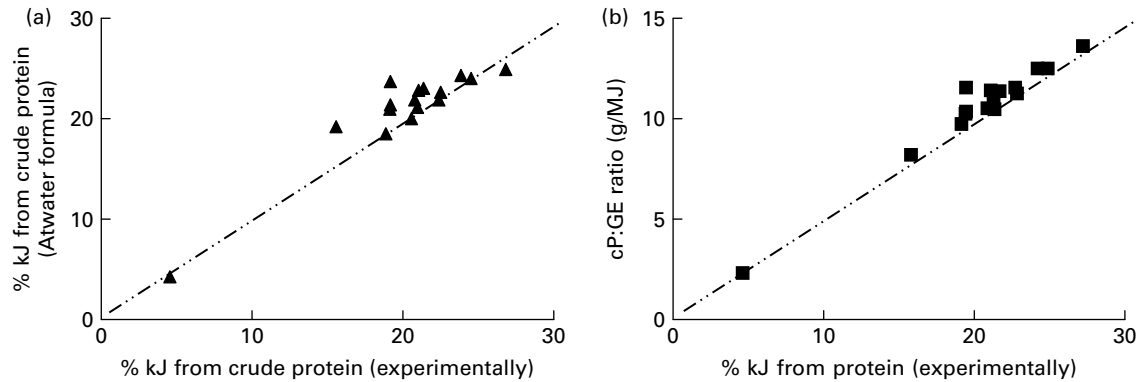 (a)
30
20
10
0
% kJ from crude protein
(Atwater formula)
0
10
20
30
% kJ from crude protein (experimentally)
(b)
15
10
5
0
cP:GE ratio (g/MJ)
0
10
20
30
% kJ from protein (experimentally)